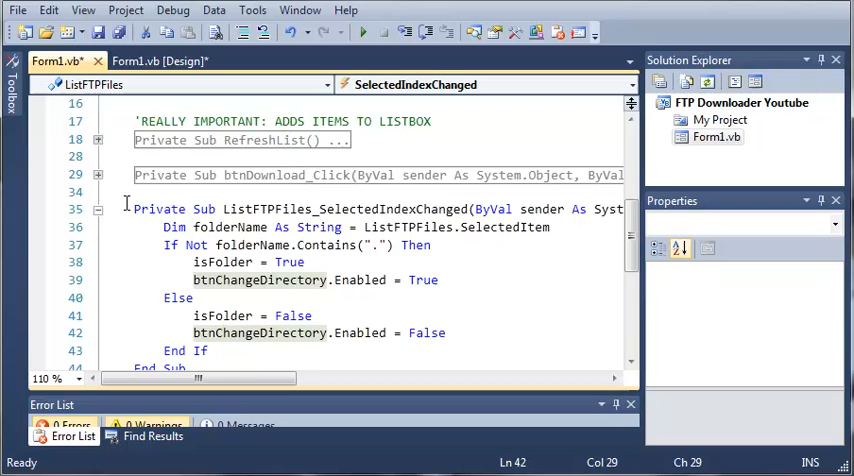 File Edit View Project Debug Data Tools Window Help
Form1.vb* Form1.vb [Design]*
Toolbox
ListFTPFiles SelectedIndexChanged
16
17 'REALLY IMPORTANT: ADDS ITEMS TO LISTBOX
18 Private Sub RefreshList() ...
28
29 Private Sub btnDownload_Click(ByVal sender As System.Object, ByVal
34
35 Private Sub ListFTPFiles_SelectedIndexChanged(ByVal sender As Syst
36 Dim folderName As String = ListFTPFiles.SelectedItem
37 If Not folderName.Contains(".") Then
38 isFolder = True
39 btnChangeDirectory.Enabled = True
40 Else
41 isFolder = False
42 btnChangeDirectory.Enabled = False
43 End If
44 End Sub
110 %
Error List
0 Errors 0 Warnings 0 Messages
Error List Find Results
Solution Explorer
FTP Downloader Youtube
My Project
Form1.vb
Properties
Ready Ln 42 Col 29 Ch 29 INS